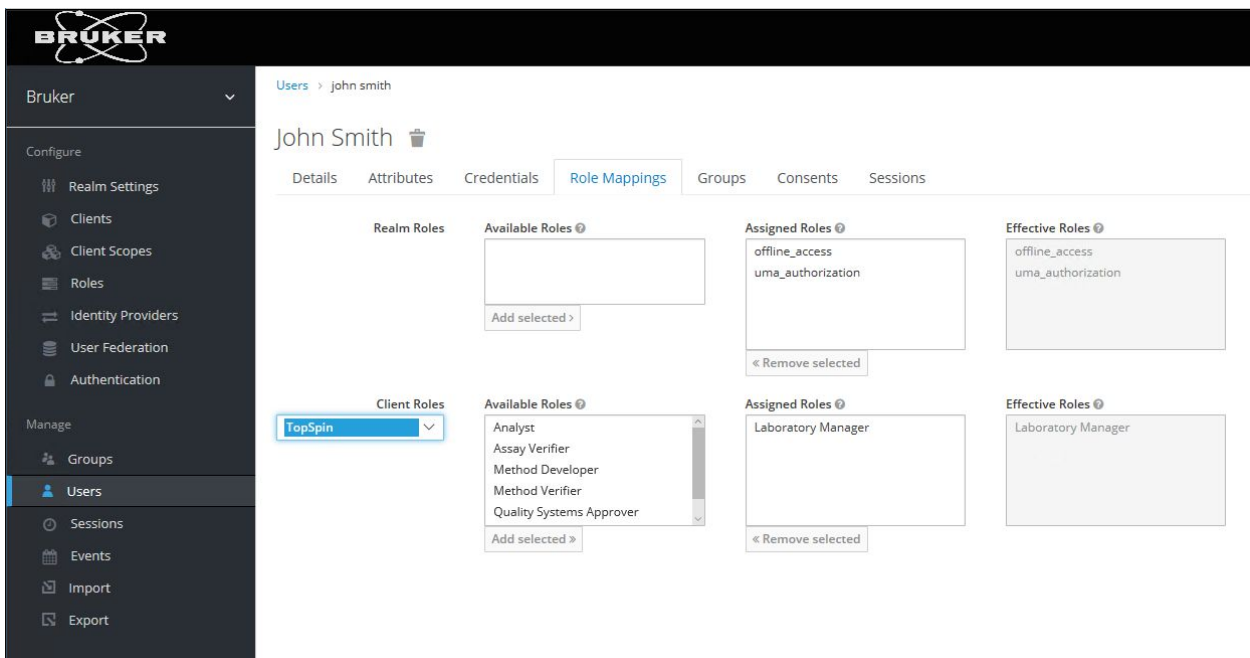 BRUKER
Bruker
Users > john smith
John Smith
Configure
Realm Settings
Clients
Client Scopes
Roles
Identity Providers
User Federation
Authentication
Manage
Groups
Users
Sessions
Events
Import
Export
Details Attributes Credentials Role Mappings Groups Consents Sessions
Realm Roles
Available Roles
Add selected >
Assigned Roles
offline_access
uma_authorization
« Remove selected
Effective Roles
offline_access
uma_authorization
Client Roles
TopSpin
Available Roles
Analyst
Assay Verifier
Method Developer
Method Verifier
Quality Systems Approver
Add selected »
Assigned Roles
Laboratory Manager
« Remove selected
Effective Roles
Laboratory Manager